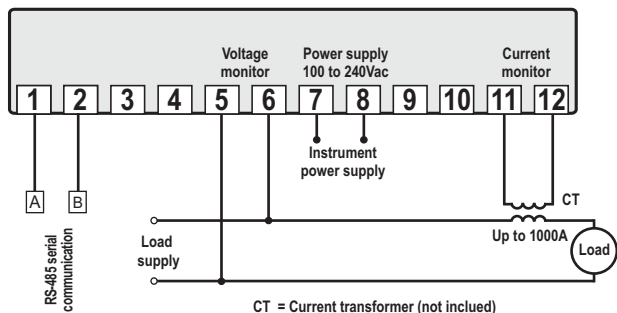 Voltage monitor
Power supply 100 to 240Vac
Current monitor
1 2 3 4 5 6 7 8 9 10 11 12
Instrument power supply
A B
CT
RS-485 serial communication
Load supply
Up to 1000A
Load
CT = Current transformer (not inclued)